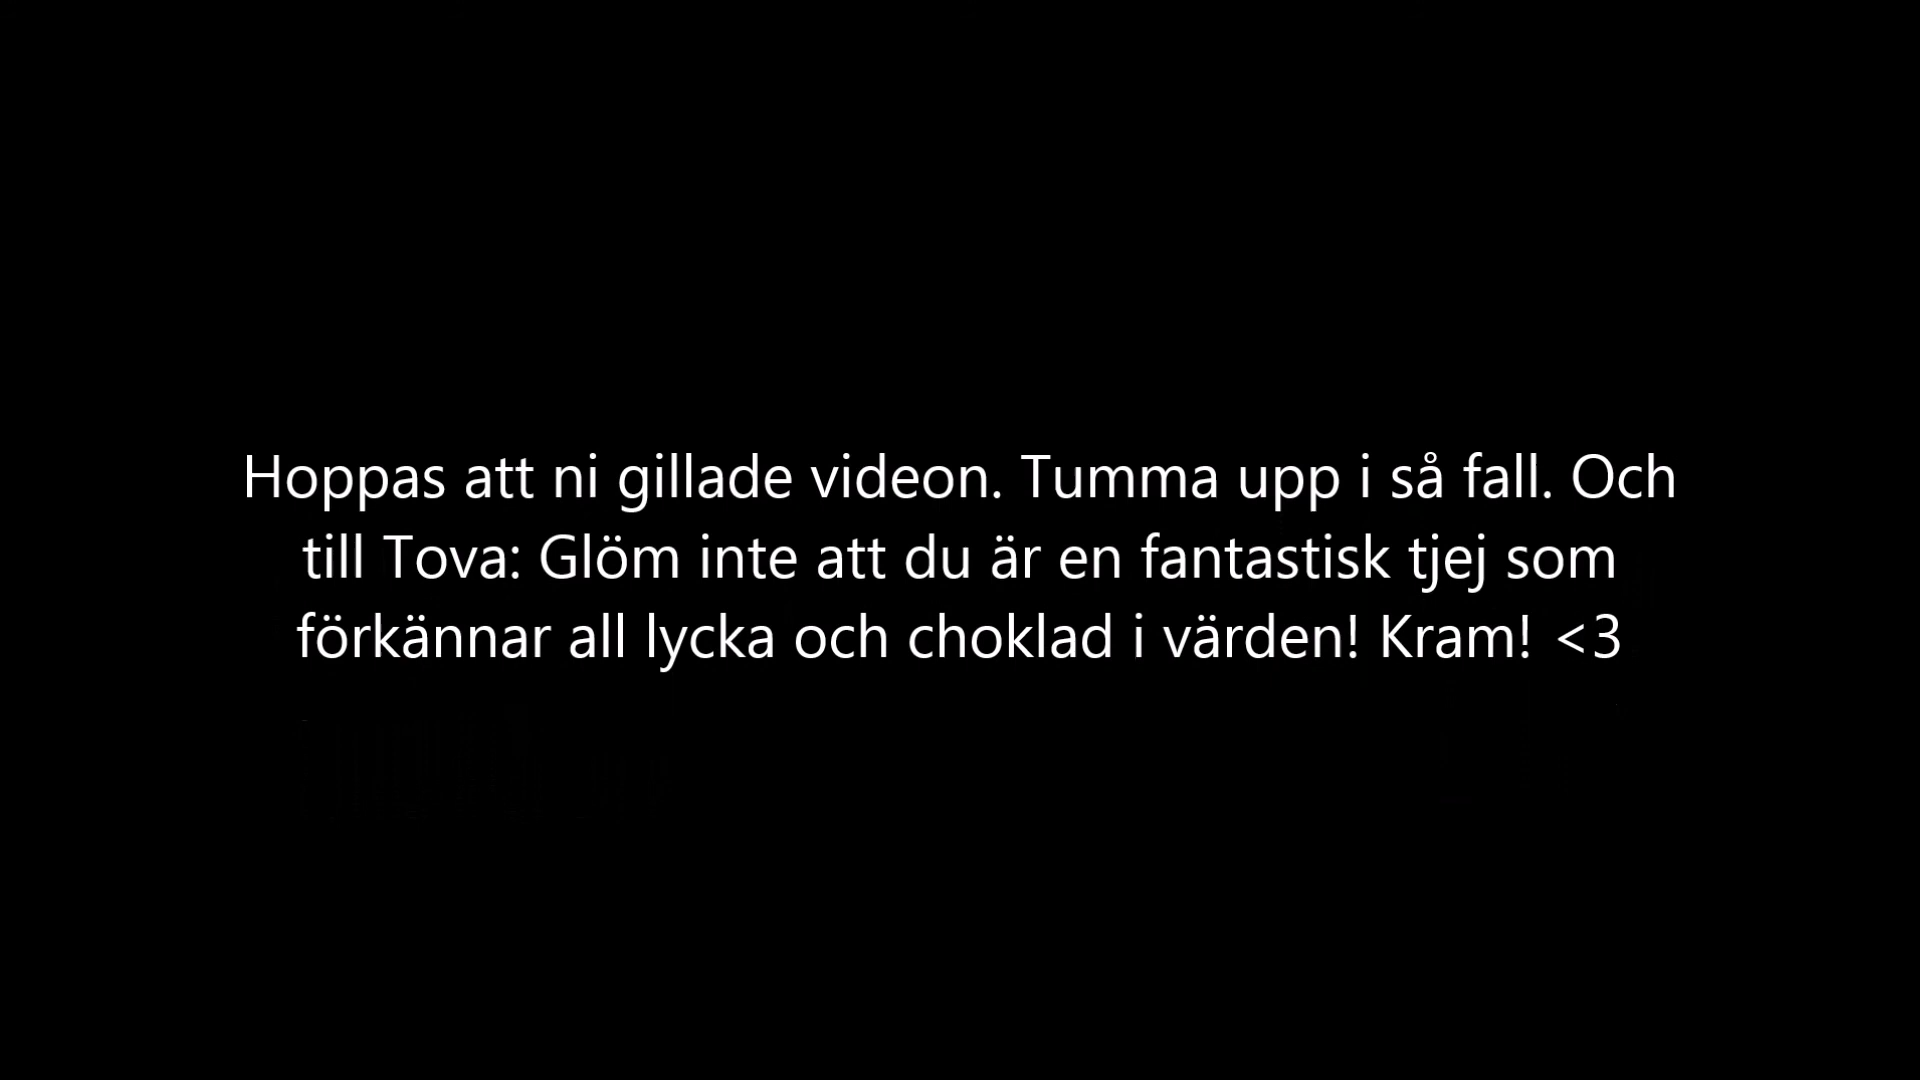 Hoppas att ni gillade videon. Tumma upp i så fall. Och
till Tova: Glöm inte att du är en fantastisk tjej som
förkännar all lycka och choklad i värden! Kram! <3